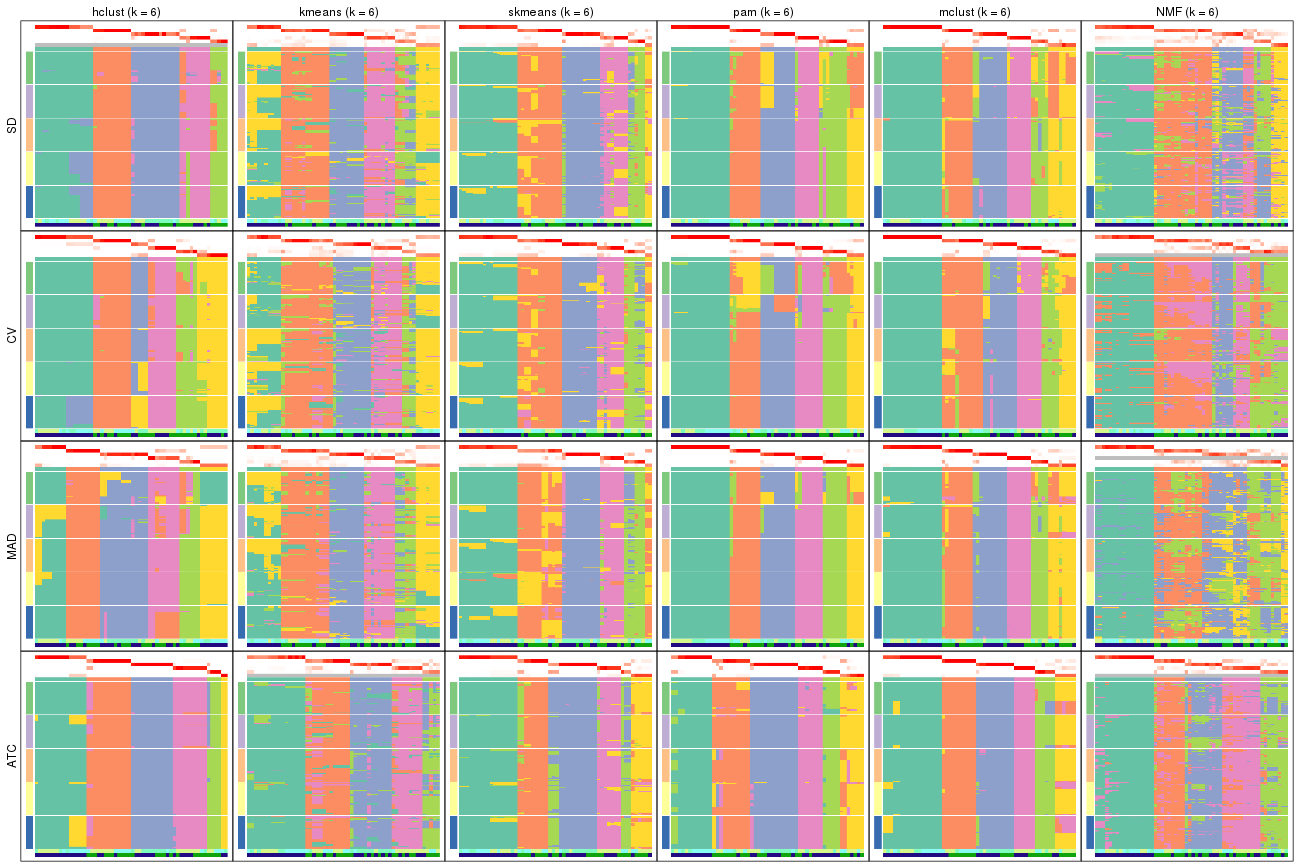 hclust (k = 6) kmeans (k = 6) skmeans (k = 6) pam (k = 6) mclust (k = 6) NMF (k = 6)
SD
CV
MAD
ATC